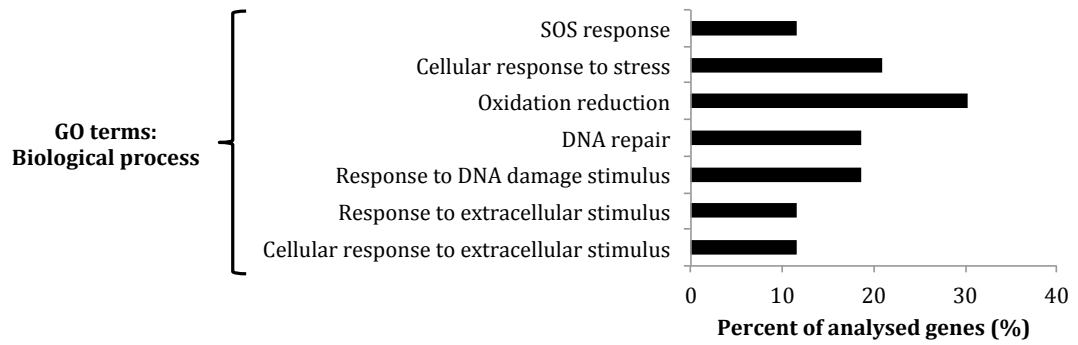 GO terms:
Biological process
SOS response
Cellular response to stress
Oxidation reduction
DNA repair
Response to DNA damage stimulus
Response to extracellular stimulus
Cellular response to extracellular stimulus
0 10 20 30 40
Percent of analysed genes (%)